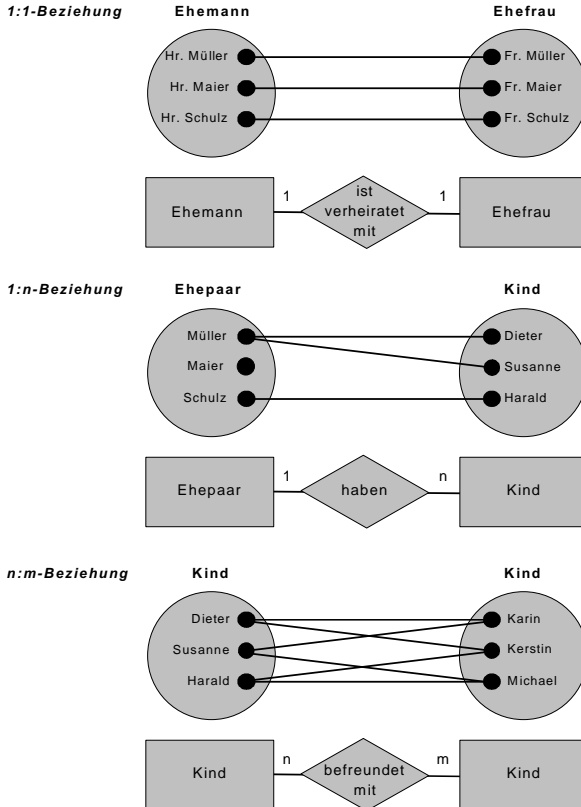 1:1-Beziehung Ehemann Ehefrau
Hr. Müller Fr. Müller
Hr. Maier Fr. Maier
Hr. Schulz Fr. Schulz
ist
1 1
verheiratet
Ehemann Ehefrau
mit
1:n-Beziehung Ehepaar Kind
Müller Dieter
Maier Susanne
Schulz Harald
1 n
Ehepaar haben Kind
n:m-Beziehung Kind Kind
Dieter Karin
Susanne Kerstin
Harald Michael
n m
Kind befreundet Kind
mit